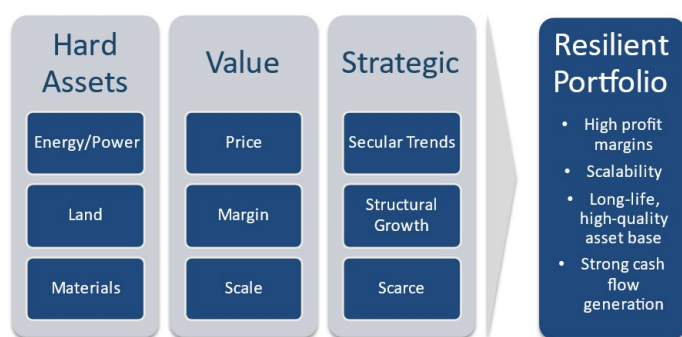 Hard
Assets
Energy/Power
Land
Materials
Value
Price
Margin
Scale
Strategic
Secular Trends
Structural
Growth
Scarce
Resilient
Portfolio
• High profit
margins
• Scalability
• Long-life,
high-quality
asset base
• Strong cash
flow
generation